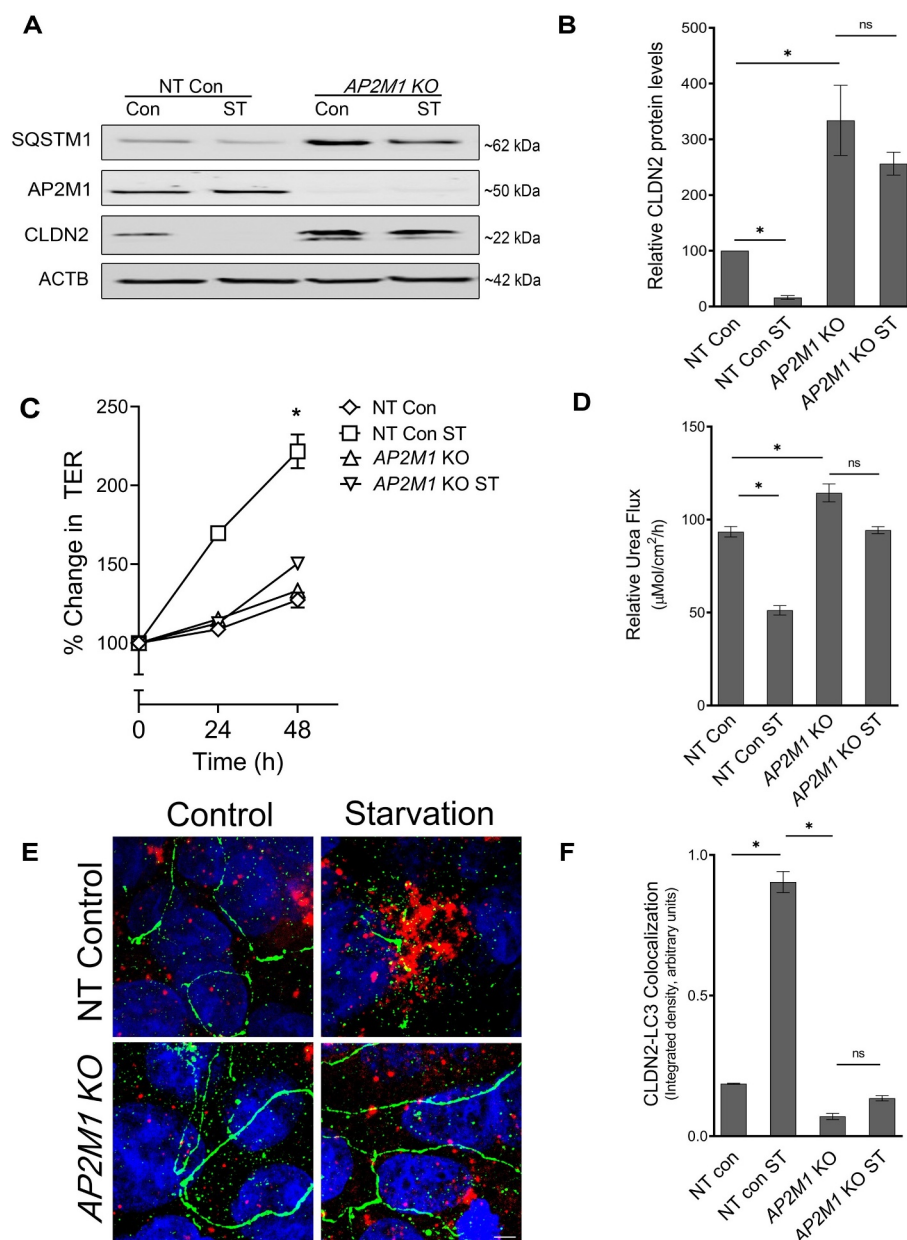 A
NT Con AP2M1 KO
Con ST Con ST
SQSTM1 ~62 kDa
AP2M1 ~50 kDa
CLDN2 ~22 kDa
ACTB ~42 kDa
B
Relative CLDN2 protein levels
400
300
200
100
0
* * ns
NT Con
NT Con ST
AP2M1 KO
AP2M1 KO ST
C
% Change in TER
250
200
150
100
*
0 24 48
Time (h)
NT Con
NT Con ST
AP2M1 KO
AP2M1 KO ST
D
Relative Urea Flux
(µMol/cm²/h)
150
100
50
0
* * ns
NT Con
NT Con ST
AP2M1 KO
AP2M1 KO ST
E
Control Starvation
NT Control
AP2M1 KO
F
CLDN2-LC3 Colocalization
(Integrated density, arbitrary units)
1.0
0.5
0.0
* * ns
NT con
NT con ST
AP2M1 KO
AP2M1 KO ST